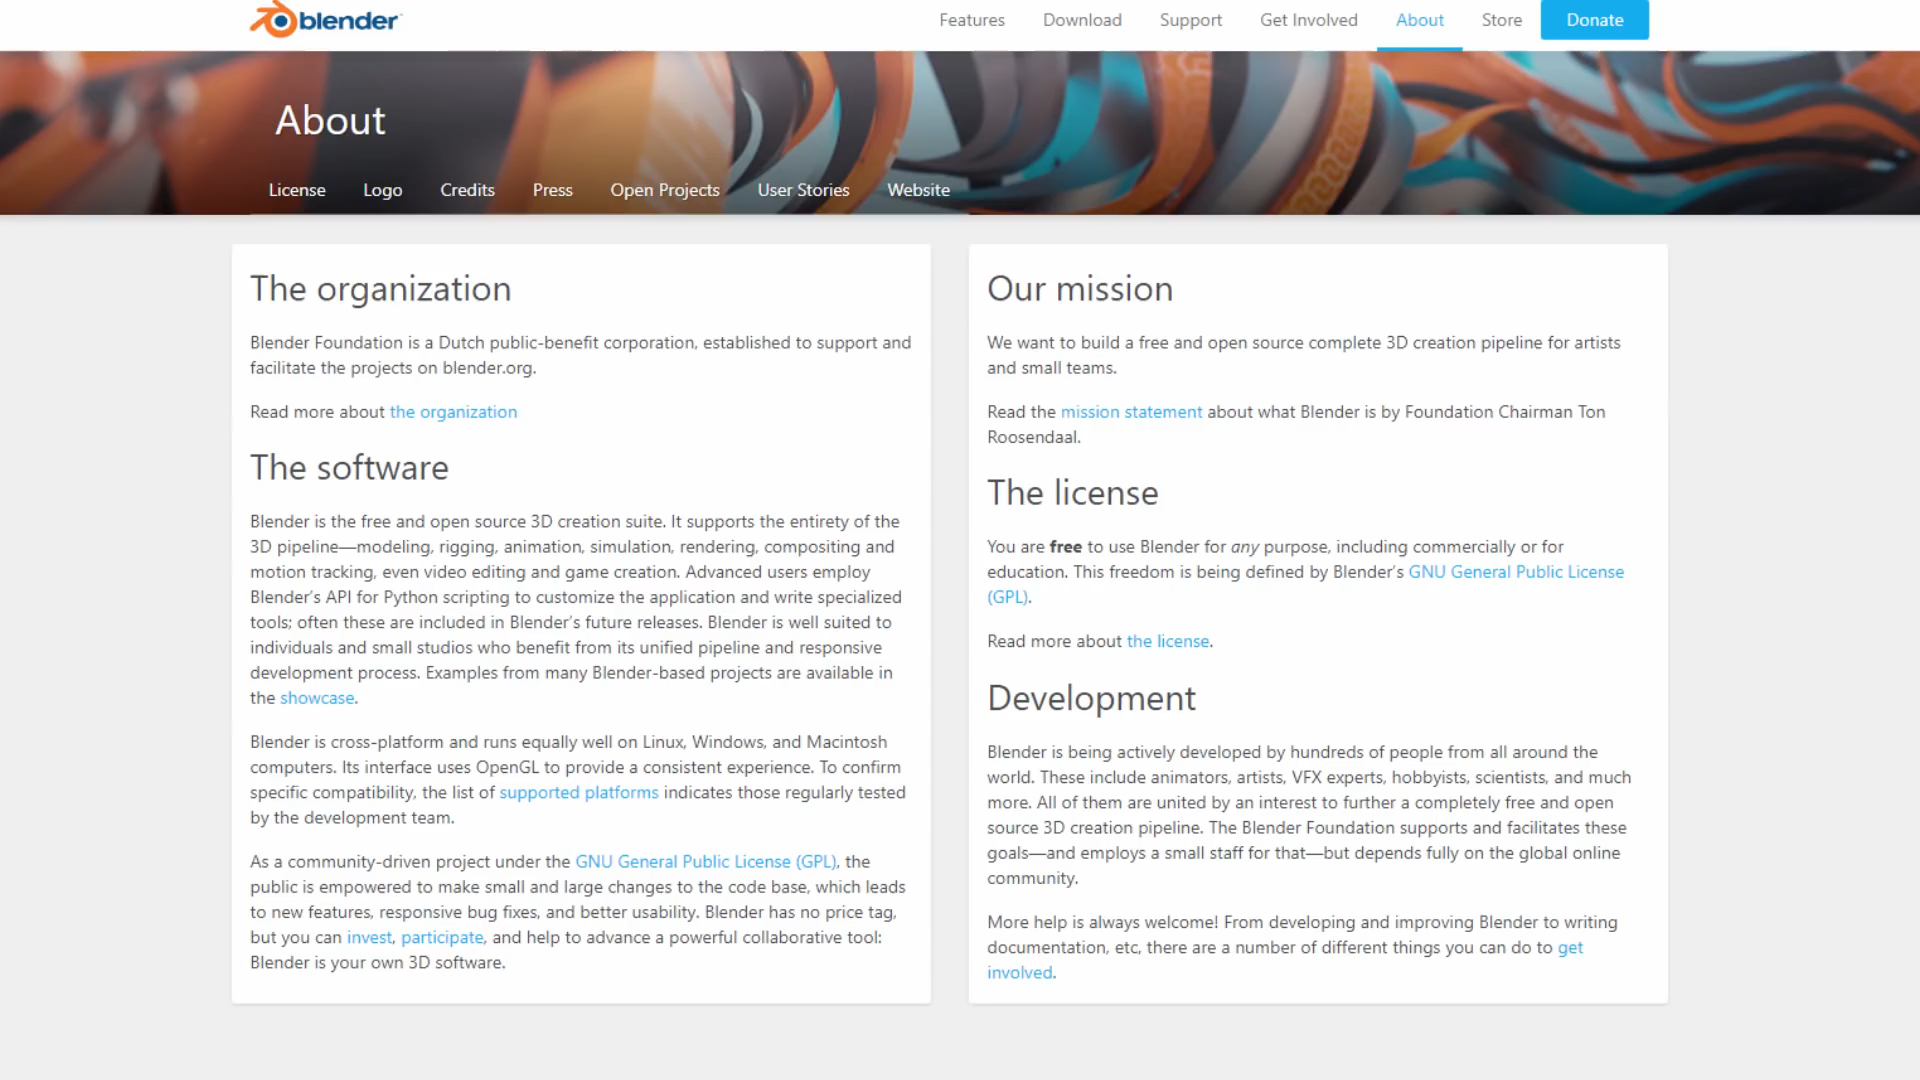 blender
Features Download Support Get Involved About Store Donate
About
License Logo Credits Press Open Projects User Stories Website
The organization
Blender Foundation is a Dutch public-benefit corporation, established to support and
facilitate the projects on blender.org.
Read more about the organization
The software
Blender is the free and open source 3D creation suite. It supports the entirety of the
3D pipeline—modeling, rigging, animation, simulation, rendering, compositing and
motion tracking, even video editing and game creation. Advanced users employ
Blender’s API for Python scripting to customize the application and write specialized
tools; often these are included in Blender’s future releases. Blender is well suited to
individuals and small studios who benefit from its unified pipeline and responsive
development process. Examples from many Blender-based projects are available in
the showcase.
Blender is cross-platform and runs equally well on Linux, Windows, and Macintosh
computers. Its interface uses OpenGL to provide a consistent experience. To confirm
specific compatibility, the list of supported platforms indicates those regularly tested
by the development team.
As a community-driven project under the GNU General Public License (GPL), the
public is empowered to make small and large changes to the code base, which leads
to new features, responsive bug fixes, and better usability. Blender has no price tag,
but you can invest, participate, and help to advance a powerful collaborative tool:
Blender is your own 3D software.
Our mission
We want to build a free and open source complete 3D creation pipeline for artists
and small teams.
Read the mission statement about what Blender is by Foundation Chairman Ton
Roosendaal.
The license
You are free to use Blender for any purpose, including commercially or for
education. This freedom is being defined by Blender’s GNU General Public License
(GPL).
Read more about the license.
Development
Blender is being actively developed by hundreds of people from all around the
world. These include animators, artists, VFX experts, hobbyists, scientists, and much
more. All of them are united by an interest to further a completely free and open
source 3D creation pipeline. The Blender Foundation supports and facilitates these
goals—and employs a small staff for that—but depends fully on the global online
community.
More help is always welcome! From developing and improving Blender to writing
documentation, etc, there are a number of different things you can do to get
involved.